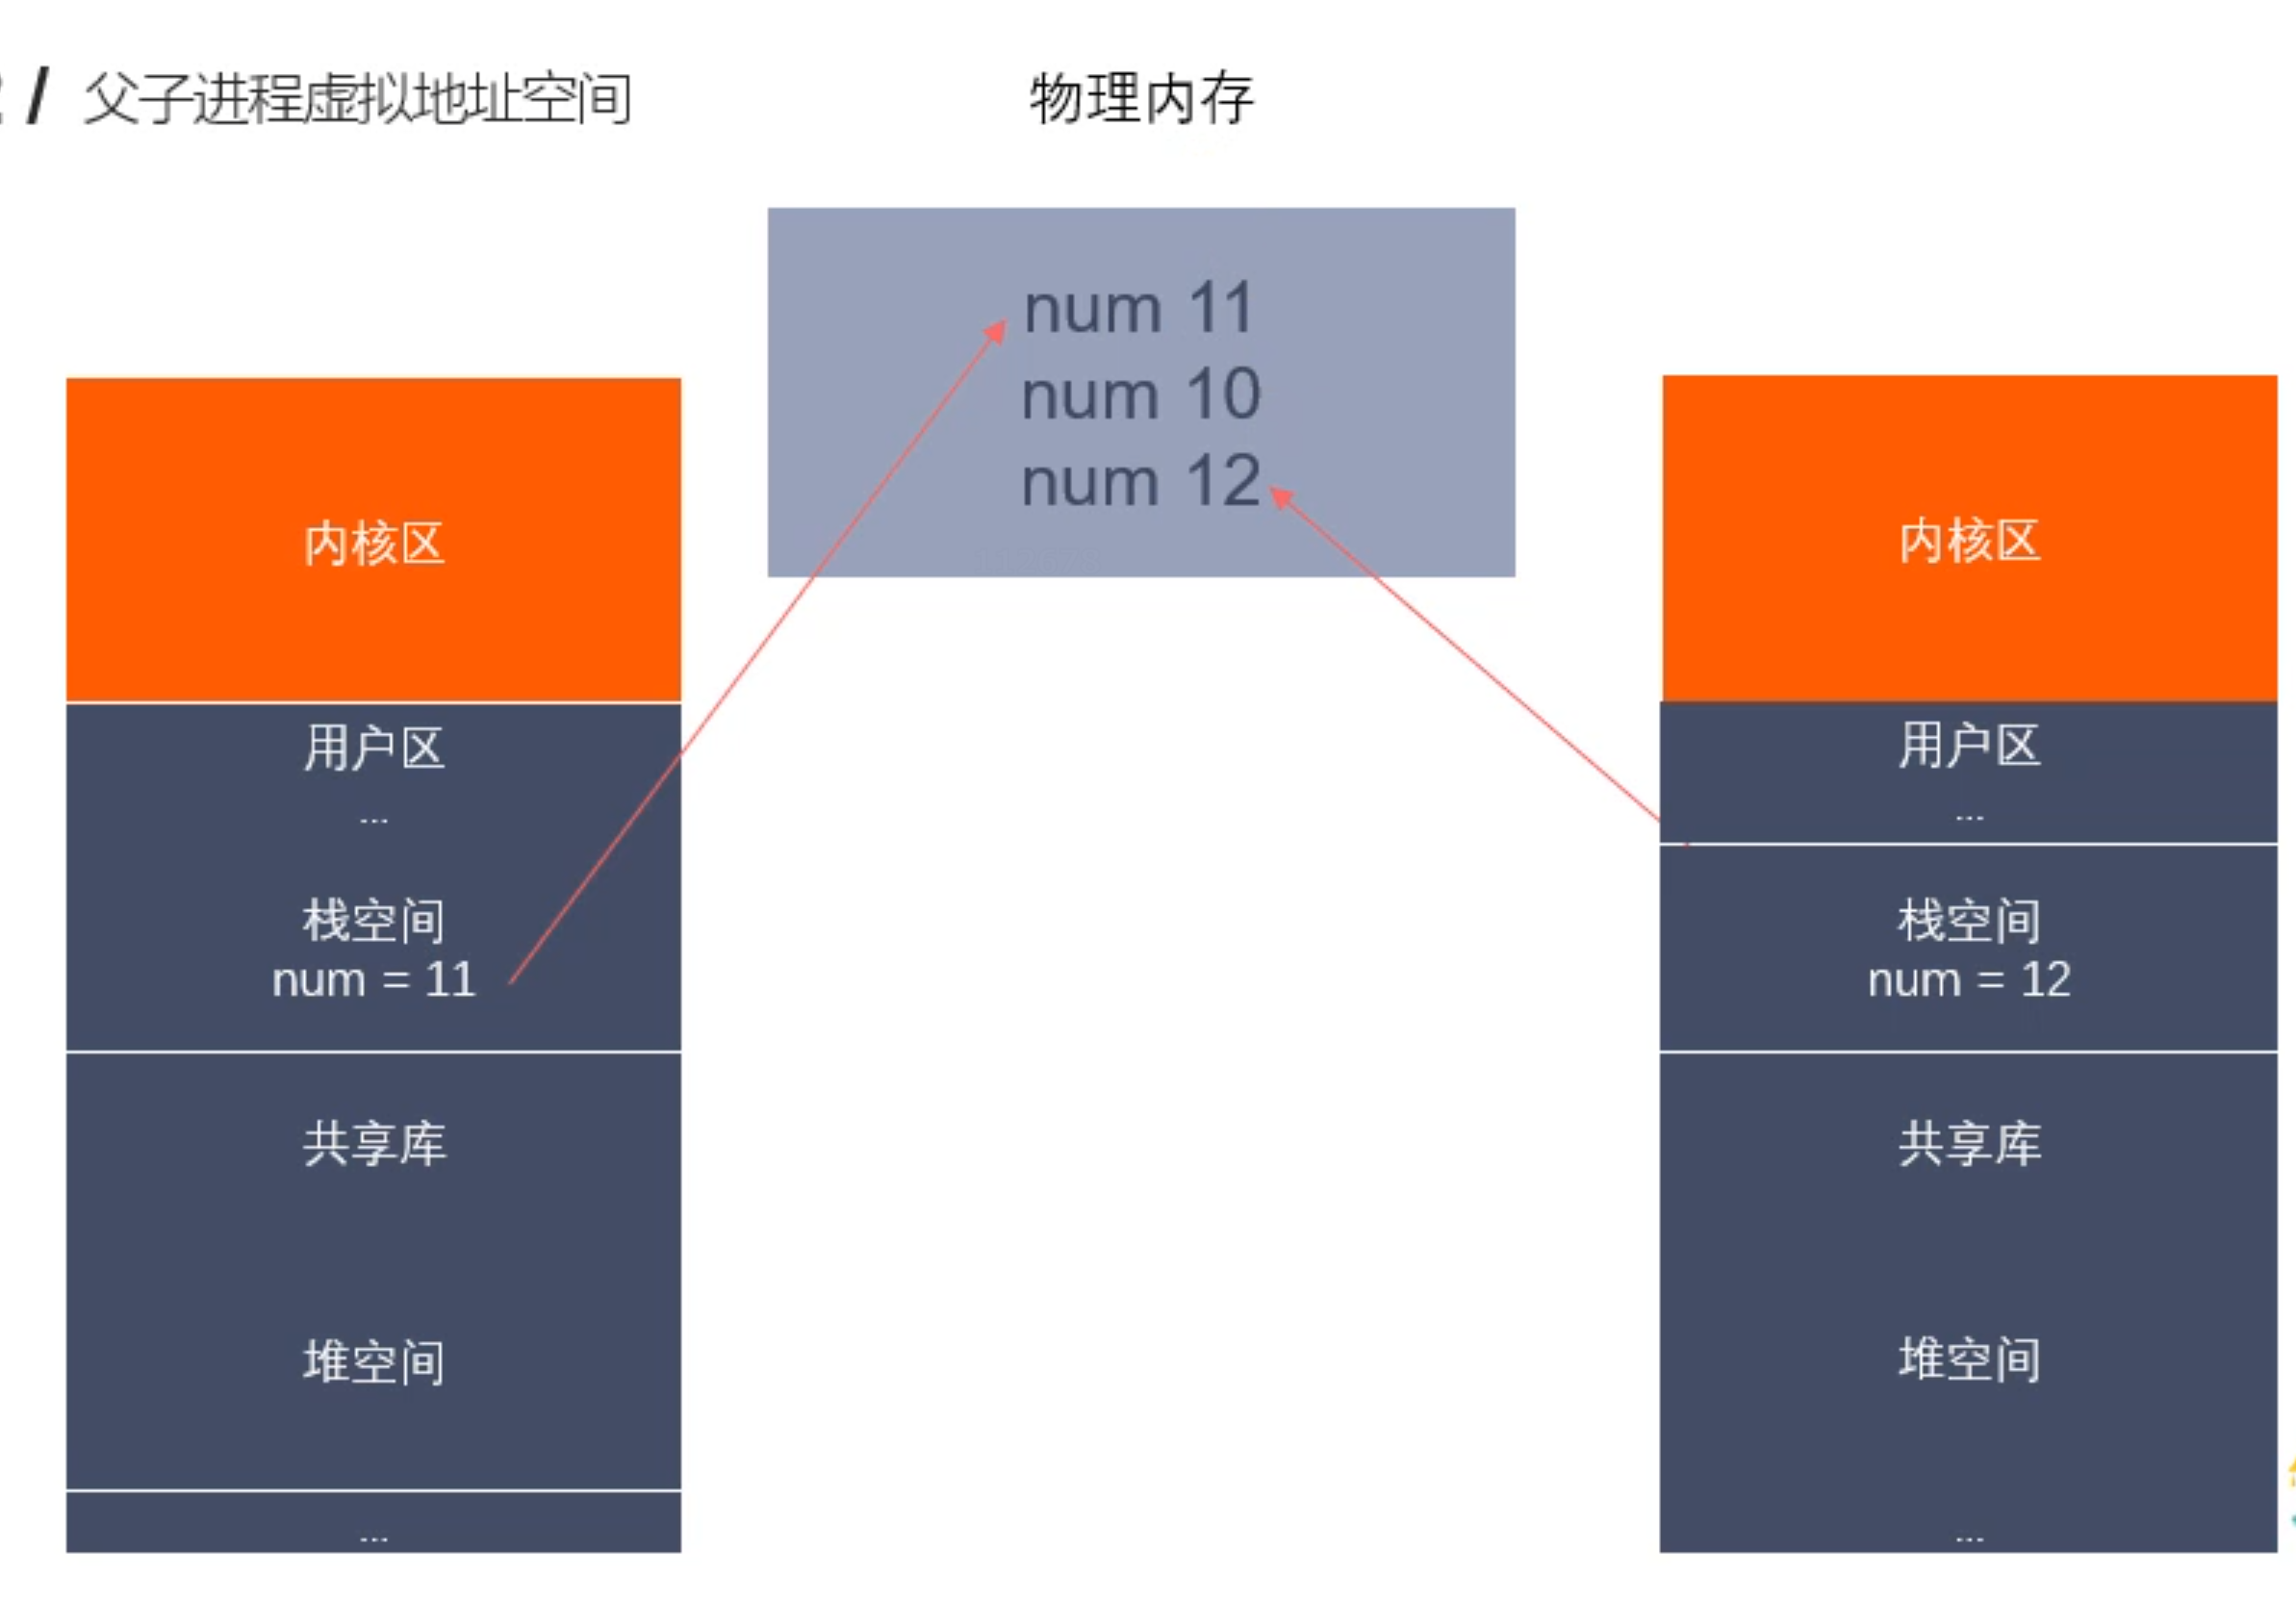 / 父子进程虚拟地址空间
物理内存
num 11
num 10
num 12
内核区
用户区
...
栈空间
num = 11
共享库
堆空间
...
内核区
用户区
...
栈空间
num = 12
共享库
堆空间
...